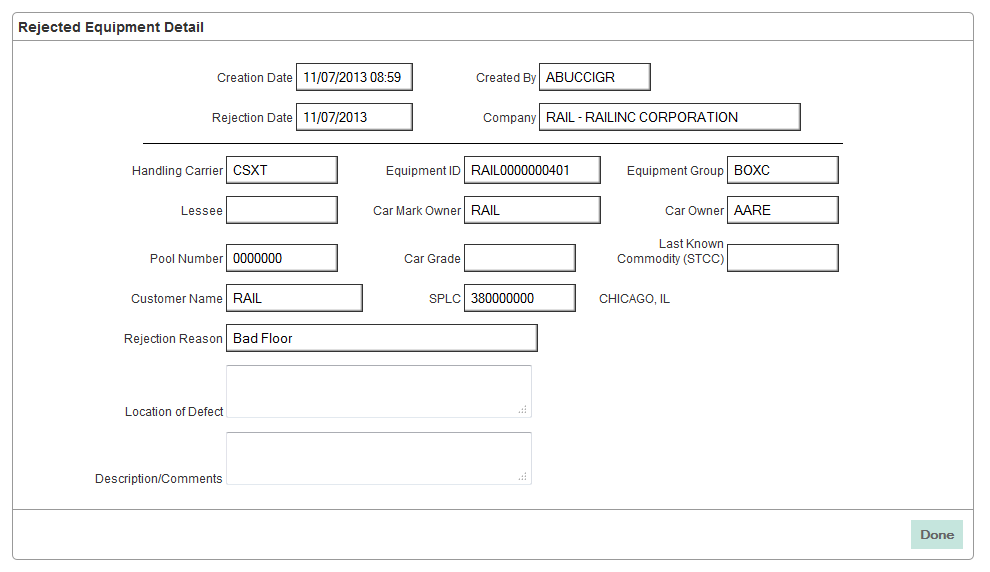 Rejected Equipment Detail
Creation Date 11/07/2013 08:59 Created By ABUCCIGR
Rejection Date 11/07/2013 Company RAIL - RAILINC CORPORATION
Handling Carrier CSXT Equipment ID RAIL0000000401 Equipment Group BOXC
Lessee Car Mark Owner RAIL Car Owner AARE
Pool Number 0000000 Car Grade Last Known
Commodity (STCC)
Customer Name RAIL SPLC 380000000 CHICAGO, IL
Rejection Reason Bad Floor
Location of Defect
Description/Comments
Done